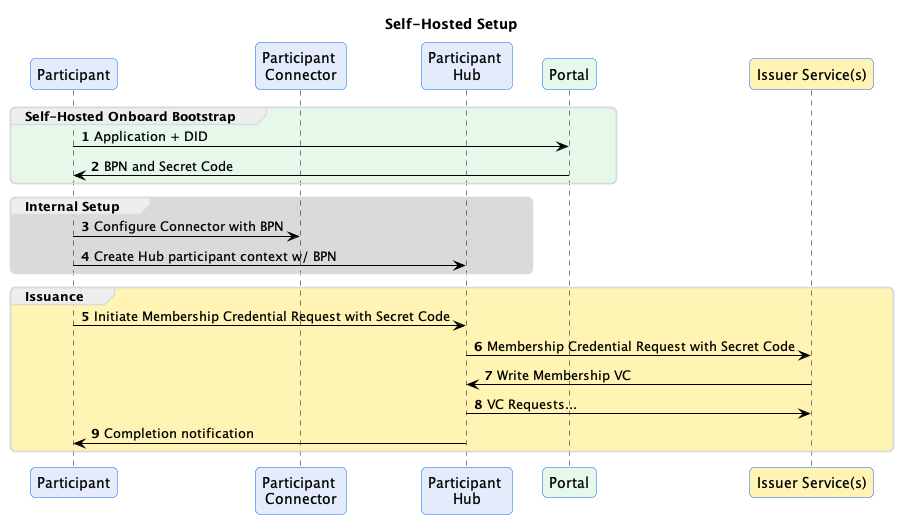 Self-Hosted Setup
Participant
Participant
Connector
Participant
Hub
Portal
Issuer Service(s)
Self-Hosted Onboard Bootstrap
1 Application + DID
2 BPN and Secret Code
Internal Setup
3 Configure Connector with BPN
4 Create Hub participant context w/ BPN
Issuance
5 Initiate Membership Credential Request with Secret Code
6 Membership Credential Request with Secret Code
7 Write Membership VC
8 VC Requests...
9 Completion notification
Participant
Participant
Connector
Participant
Hub
Portal
Issuer Service(s)